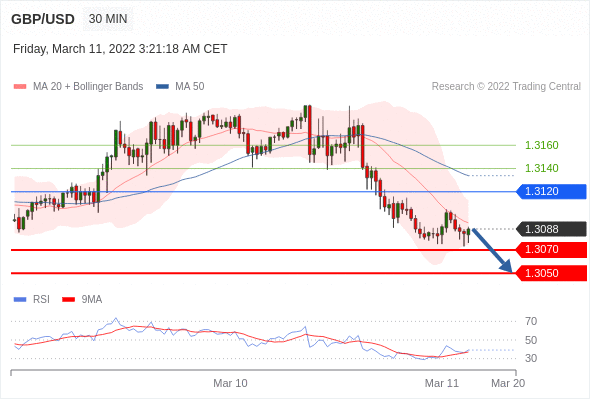 GBP/USD 30 MIN
Friday, March 11, 2022 3:21:18 AM CET
MA 20 + Bollinger Bands MA 50 Research © 2022 Trading Central
1.3160
1.3140
1.3120
1.3088
1.3070
1.3050
RSI 9MA
70
50
30
Mar 10 Mar 11 Mar 20